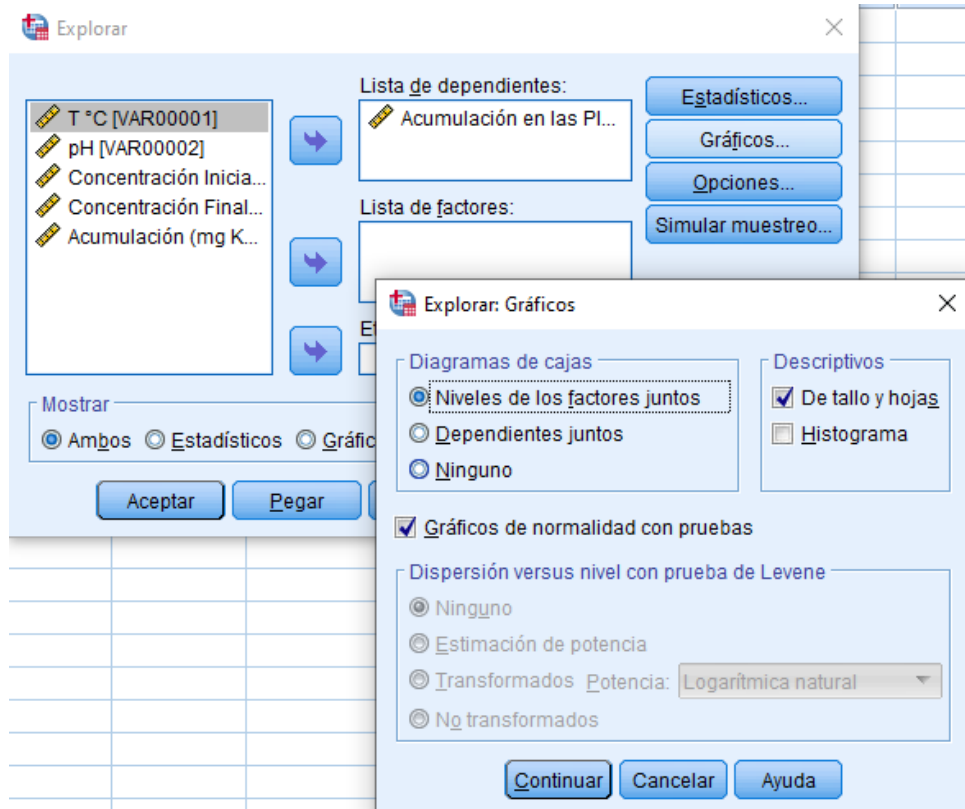 Explorar
T °C [VAR00001]
pH [VAR00002]
Concentración Inicia...
Concentración Final...
Acumulación (mg K...
Lista de dependientes:
Acumulación en las Pl...
Lista de factores:
Estadísticos...
Gráficos...
Opciones...
Simular muestreo...
Mostrar
Ambos Estadísticos
Aceptar Pegar
Explorar: Gráficos
Diagramas de cajas
Niveles de los factores juntos
Dependientes juntos
Ninguno
Descriptivos
De tallo y hojas
Histograma
Gráficos de normalidad con pruebas
Dispersión versus nivel con prueba de Levene
Ninguno
Estimación de potencia
Transformados Potencia: Logarítmica natural
No transformados
Continuar Cancelar Ayuda